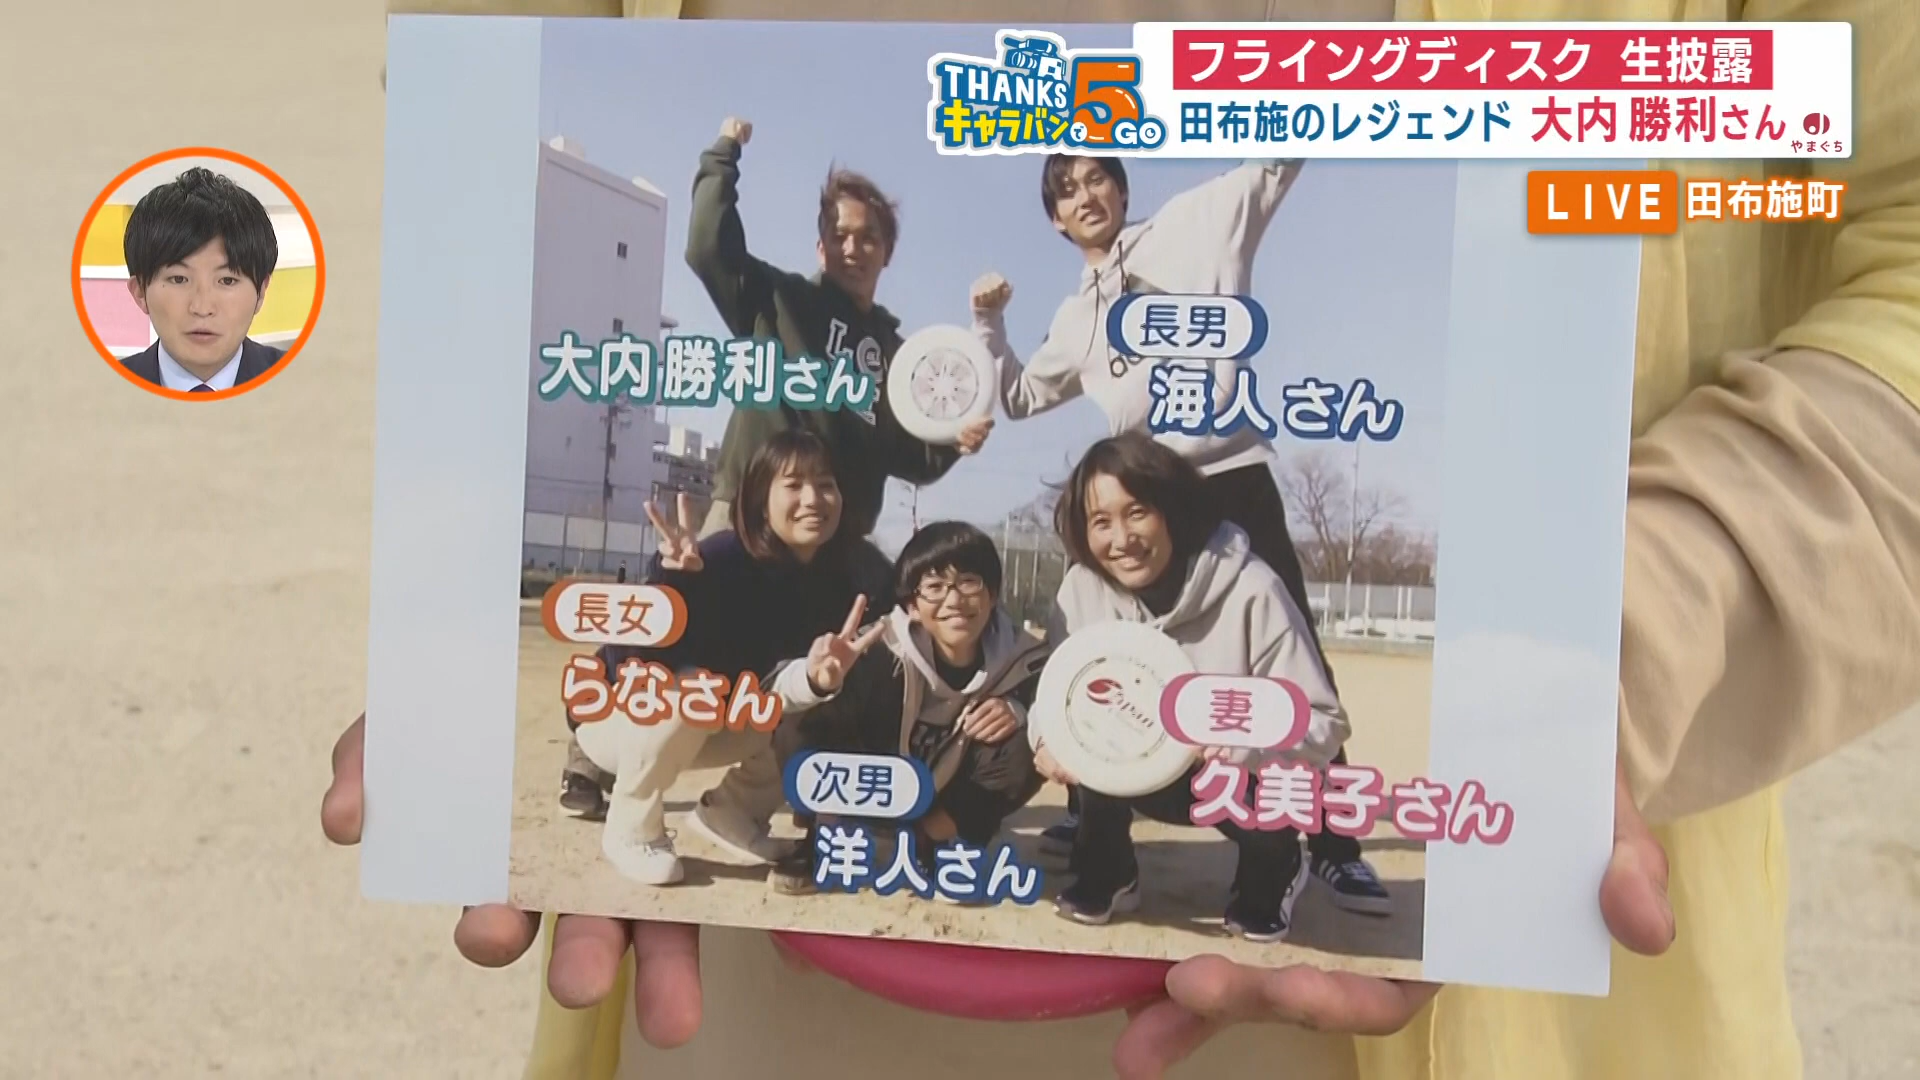 THANKS
キャラバンで5GO
フライングディスク 生披露
田布施のレジェンド 大内 勝利さん
やまぐち
LIVE 田布施町
長男
大内 勝利さん
海人さん
長女
らなさん
Japan
妻
久美子さん
次男
洋人さん